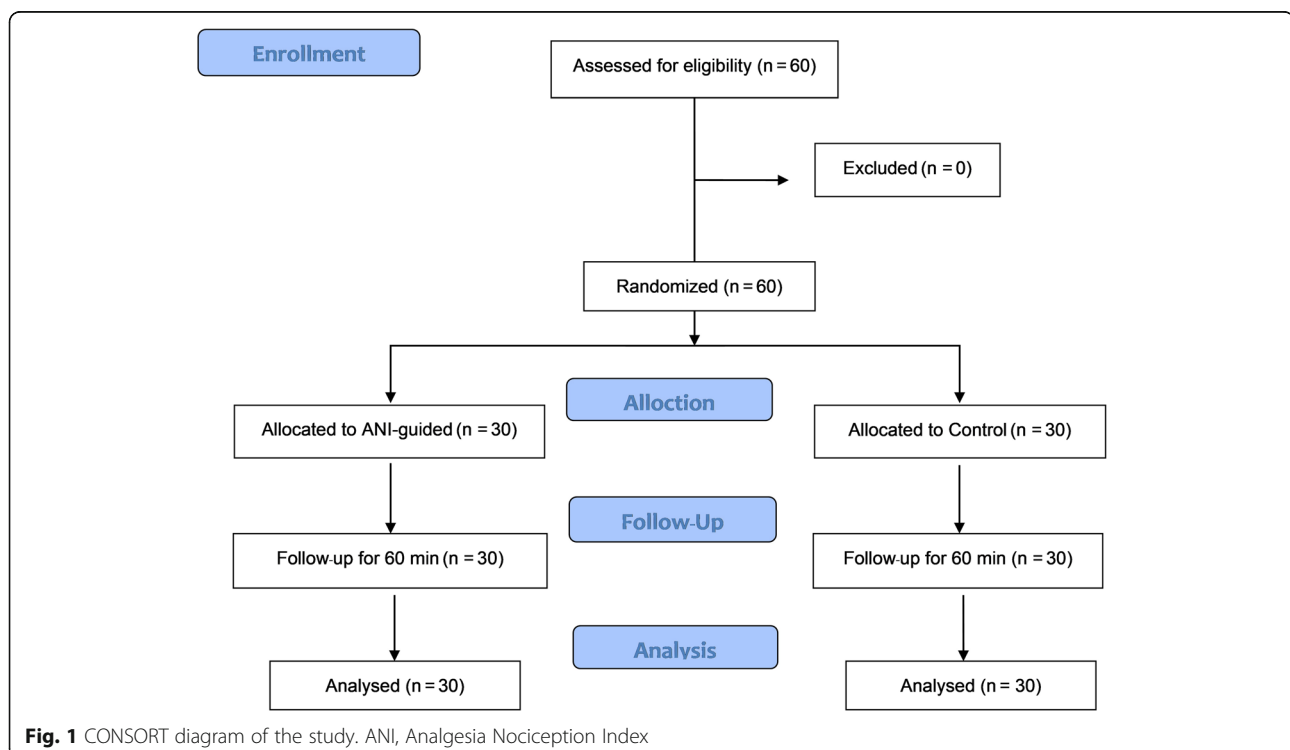 Enrollment
Assessed for eligibility (n = 60)
Excluded (n = 0)
Randomized (n = 60)
Alloction
Allocated to ANI-guided (n = 30)
Allocated to Control (n = 30)
Follow-Up
Follow-up for 60 min (n = 30)
Follow-up for 60 min (n = 30)
Analysis
Analysed (n = 30)
Analysed (n = 30)
Fig. 1 CONSORT diagram of the study. ANI, Analgesia Nociception Index